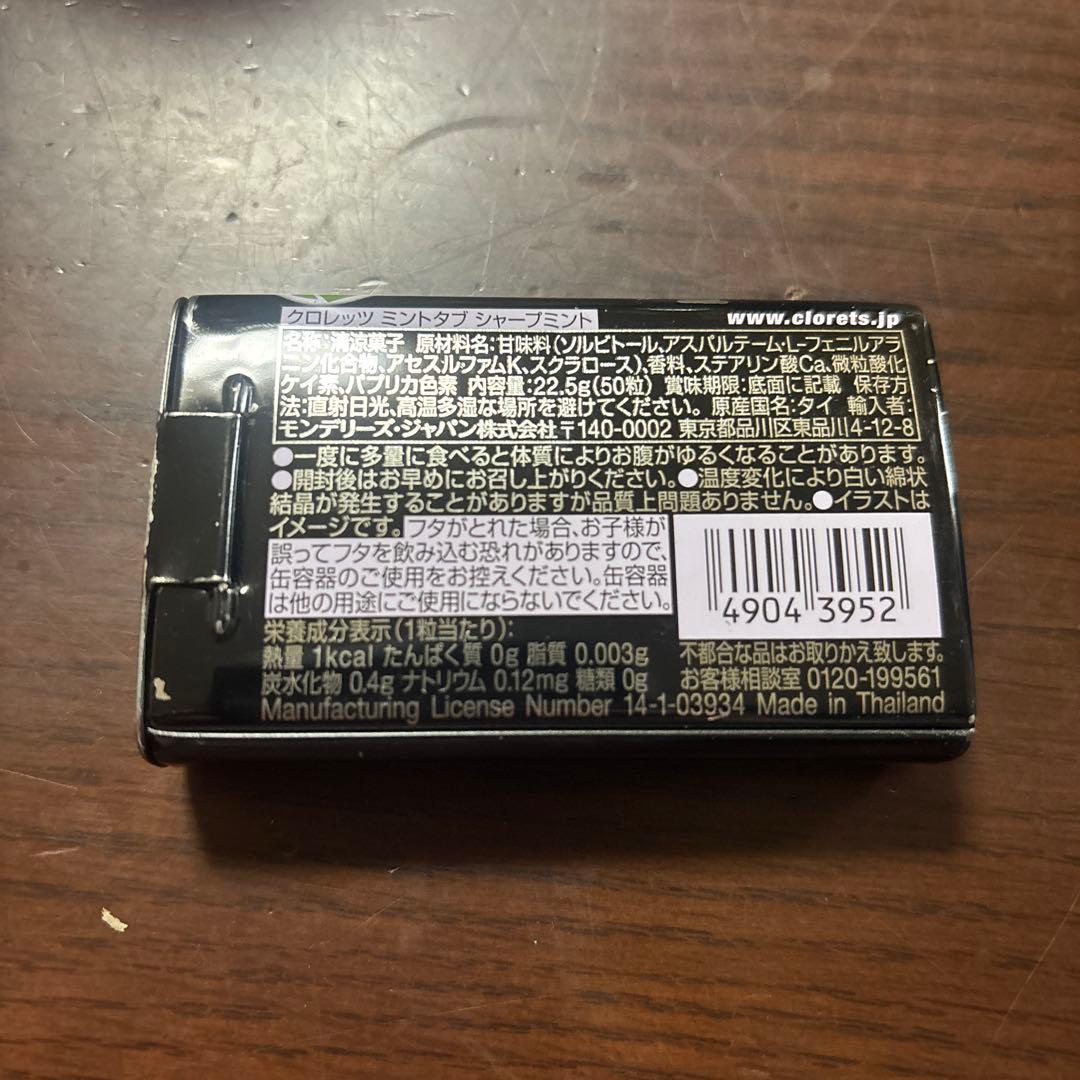 クロレッツ ミントタブ シャープミント
www.clorets.jp
名称:清涼菓子 原材料名:甘味料(ソルビトール、アスパルテーム・L-フェニルアラ
ニン化合物、アセスルファムK、スクラロース)、香料、ステアリン酸Ca、微粒酸化
ケイ素、パプリカ色素 内容量:22.5g(50粒) 賞味期限:底面に記載 保存方
法:直射日光、高温多湿な場所を避けてください。 原産国名:タイ 輸入者:
モンデリーズ・ジャパン株式会社〒140-0002 東京都品川区東品川4-12-8
●一度に多量に食べると体質によりお腹がゆるくなることがあります。
●開封後はお早めにお召し上がりください。●温度変化により白い綿状
結晶が発生することがありますが品質上問題ありません。●イラストは
イメージです。フタがとれた場合、お子様が
誤ってフタを飲み込む恐れがありますので、
缶容器のご使用をお控えください。缶容器
は他の用途にご使用にならないでください。
4904 3952
栄養成分表示(1粒当たり):
熱量 1kcal たんぱく質 0g 脂質 0.003g
炭水化物 0.4g ナトリウム 0.12mg 糖類 0g
不都合な品はお取りかえ致します。
お客様相談室 0120-199561
Manufacturing License Number 14-1-03934 Made in Thailand